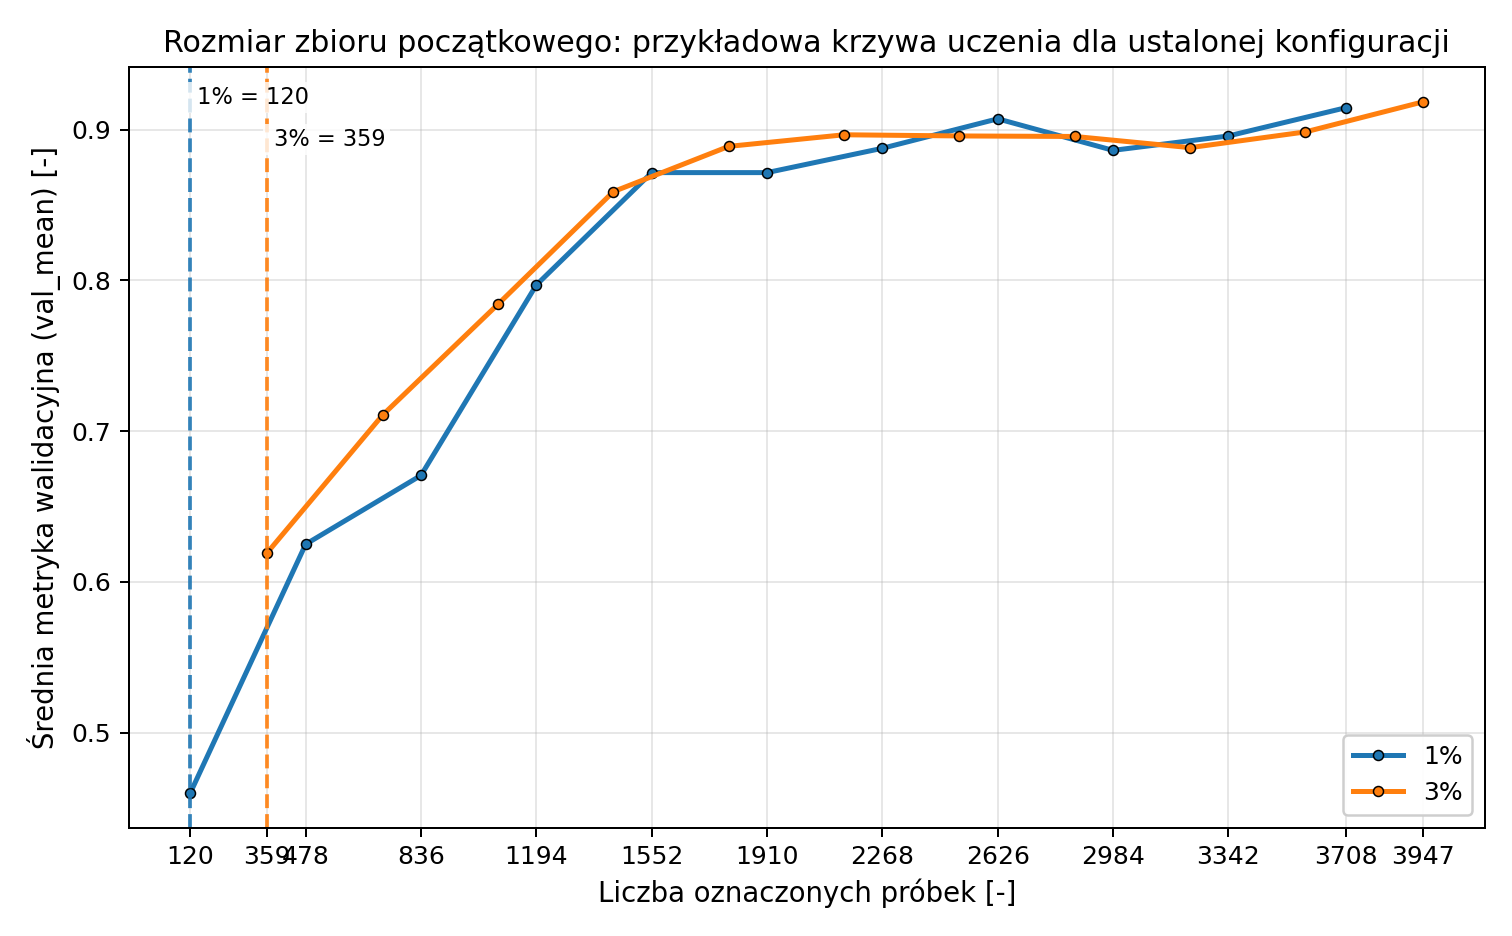 Rozmiar zbioru początkowego: przykładowa krzywa uczenia dla ustalonej konfiguracji
1% = 120
3% = 359
Średnia metryka walidacyjna (val_mean) [-]
0.9
0.8
0.7
0.6
0.5
1%
3%
120 359 478 836 1194 1552 1910 2268 2626 2984 3342 3708 3947
Liczba oznaczonych próbek [-]